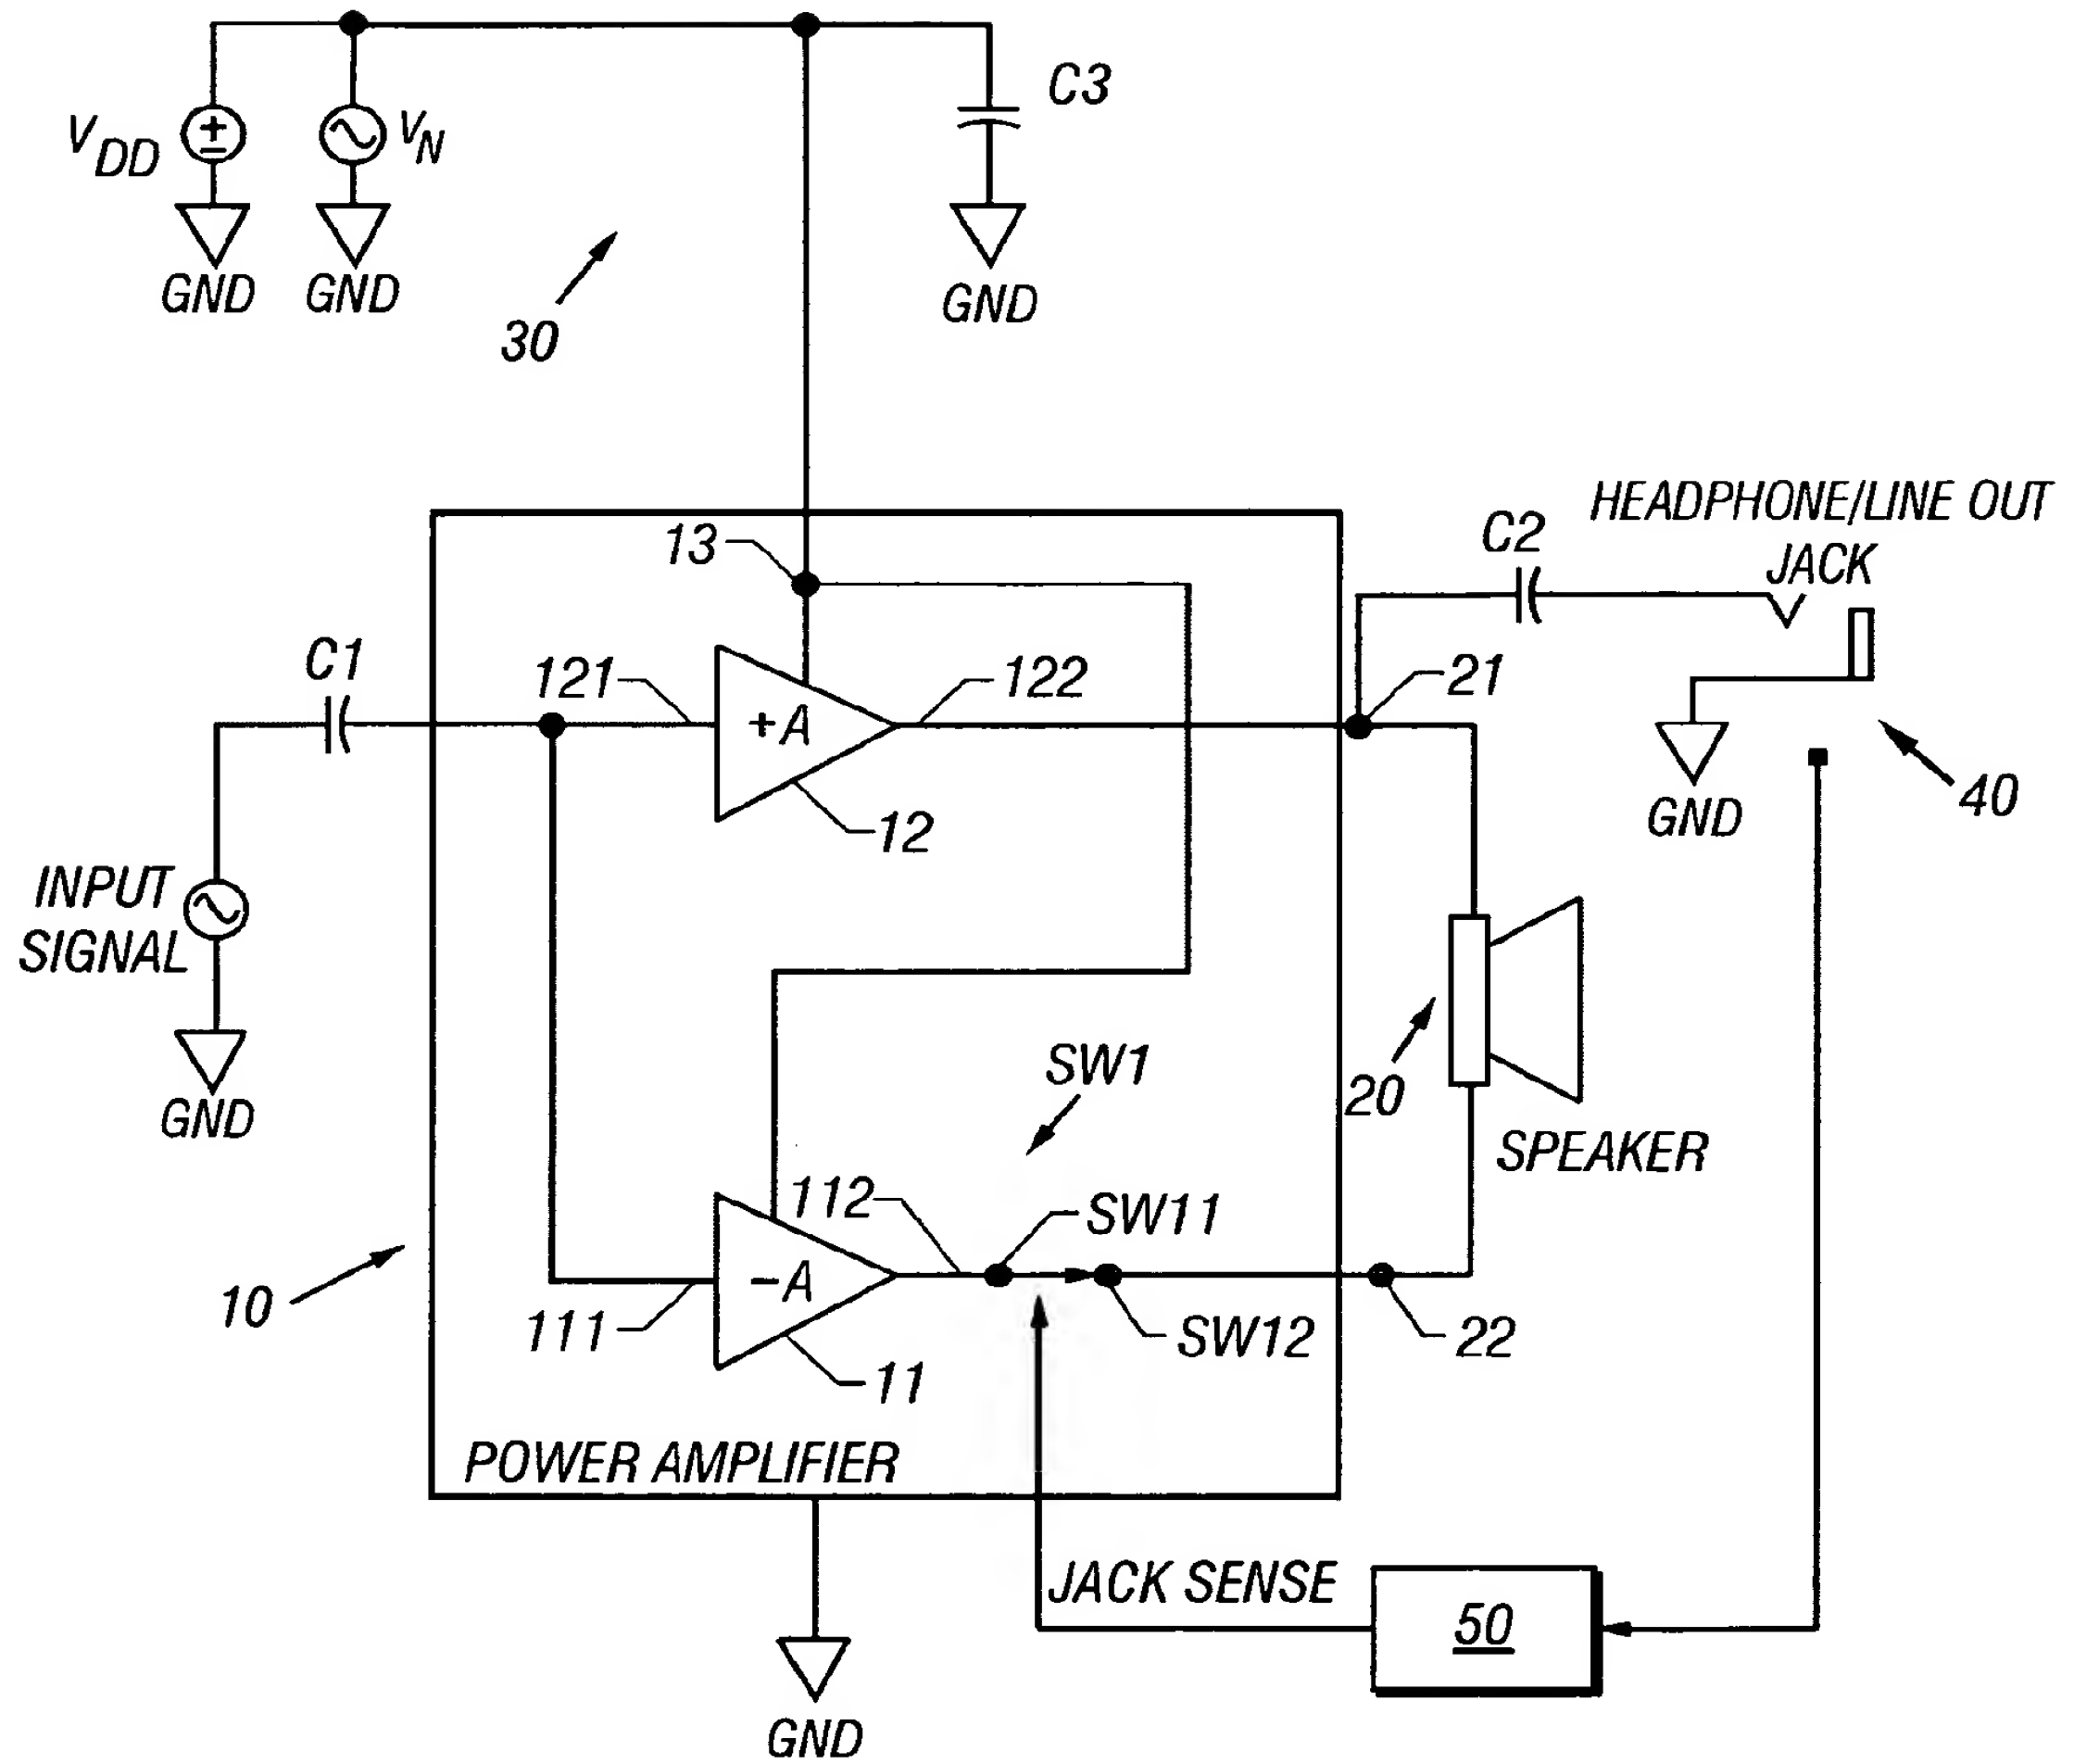 C3
V DD
V N
GND
GND
GND
30
HEADPHONE/LINE OUT
JACK
C2
13
C1
121
122
21
+A
GND
40
12
INPUT
SIGNAL
GND
SW1
20
SPEAKER
112
SW11
-A
10
111
SW12
22
11
POWER AMPLIFIER
JACK SENSE
50
GND